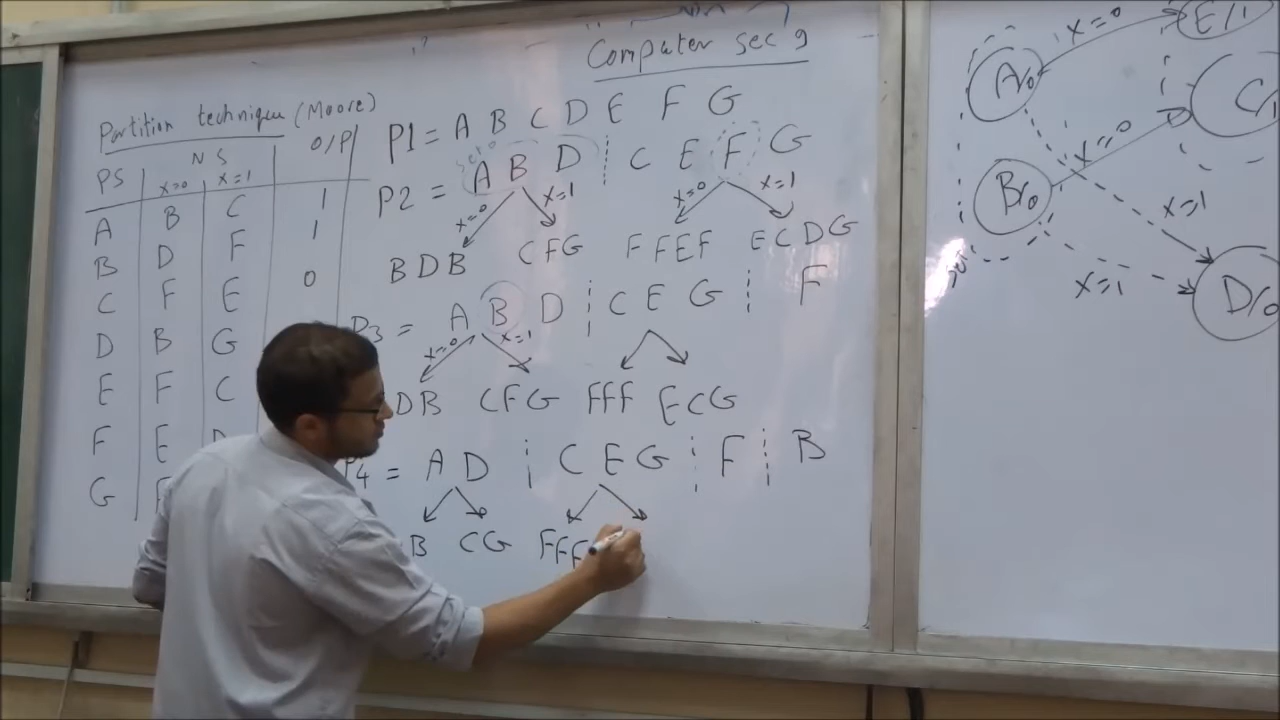 Computer sec 9
Partition technique (Moore)
PS N S O/P
x=0 x=1
A B C 1
B D F 1
C F E 0
D B G
E F C
F E D
G F
P1 = A B C D E F G
P2 = A B D C E F G
x=0 x=1 x=0 x=1
B D B C F G F F E F E C D G
P3 = A B D C E G F
x=0 x=1
D B C F G F F F E C G
P4 = A D C E G F B
B C G F F F
A/0 x=0 E/1
C/1
B/0 x=0
x=1
x=1 D/0